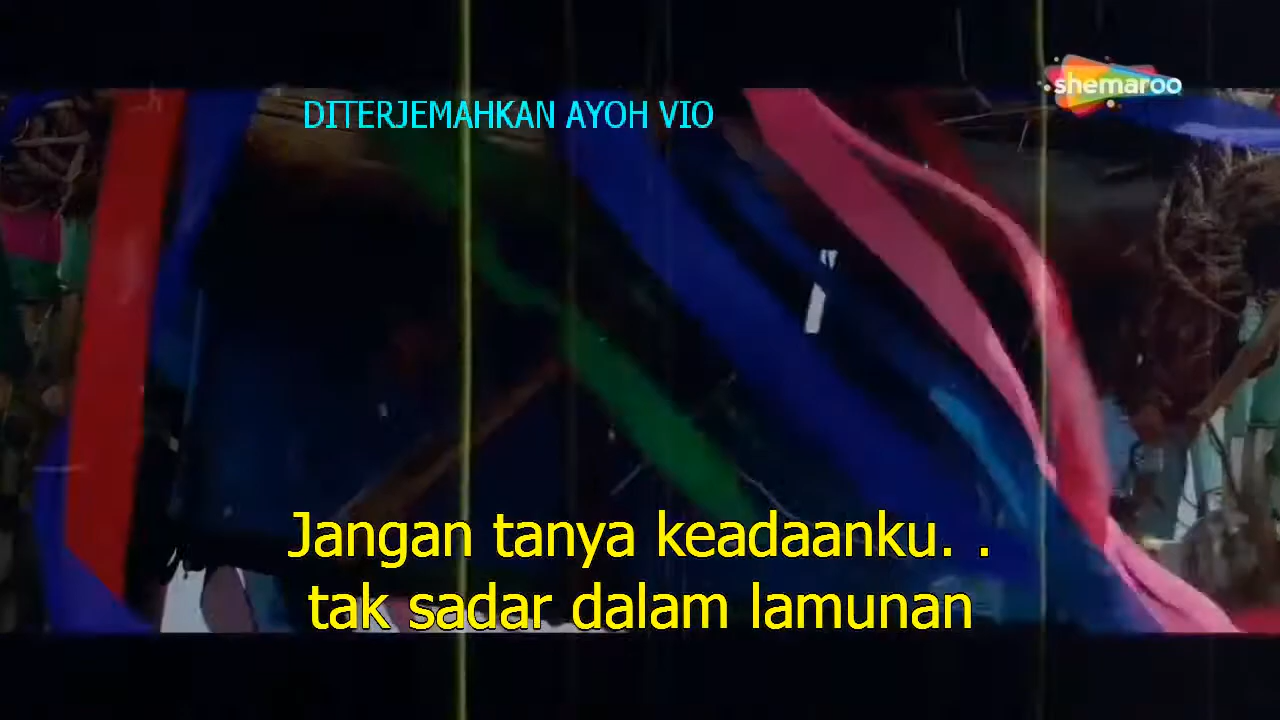 shemaroo
DITERJEMAHKAN AYOH VIO
Jangan tanya keadaanku. .
tak sadar dalam lamunan